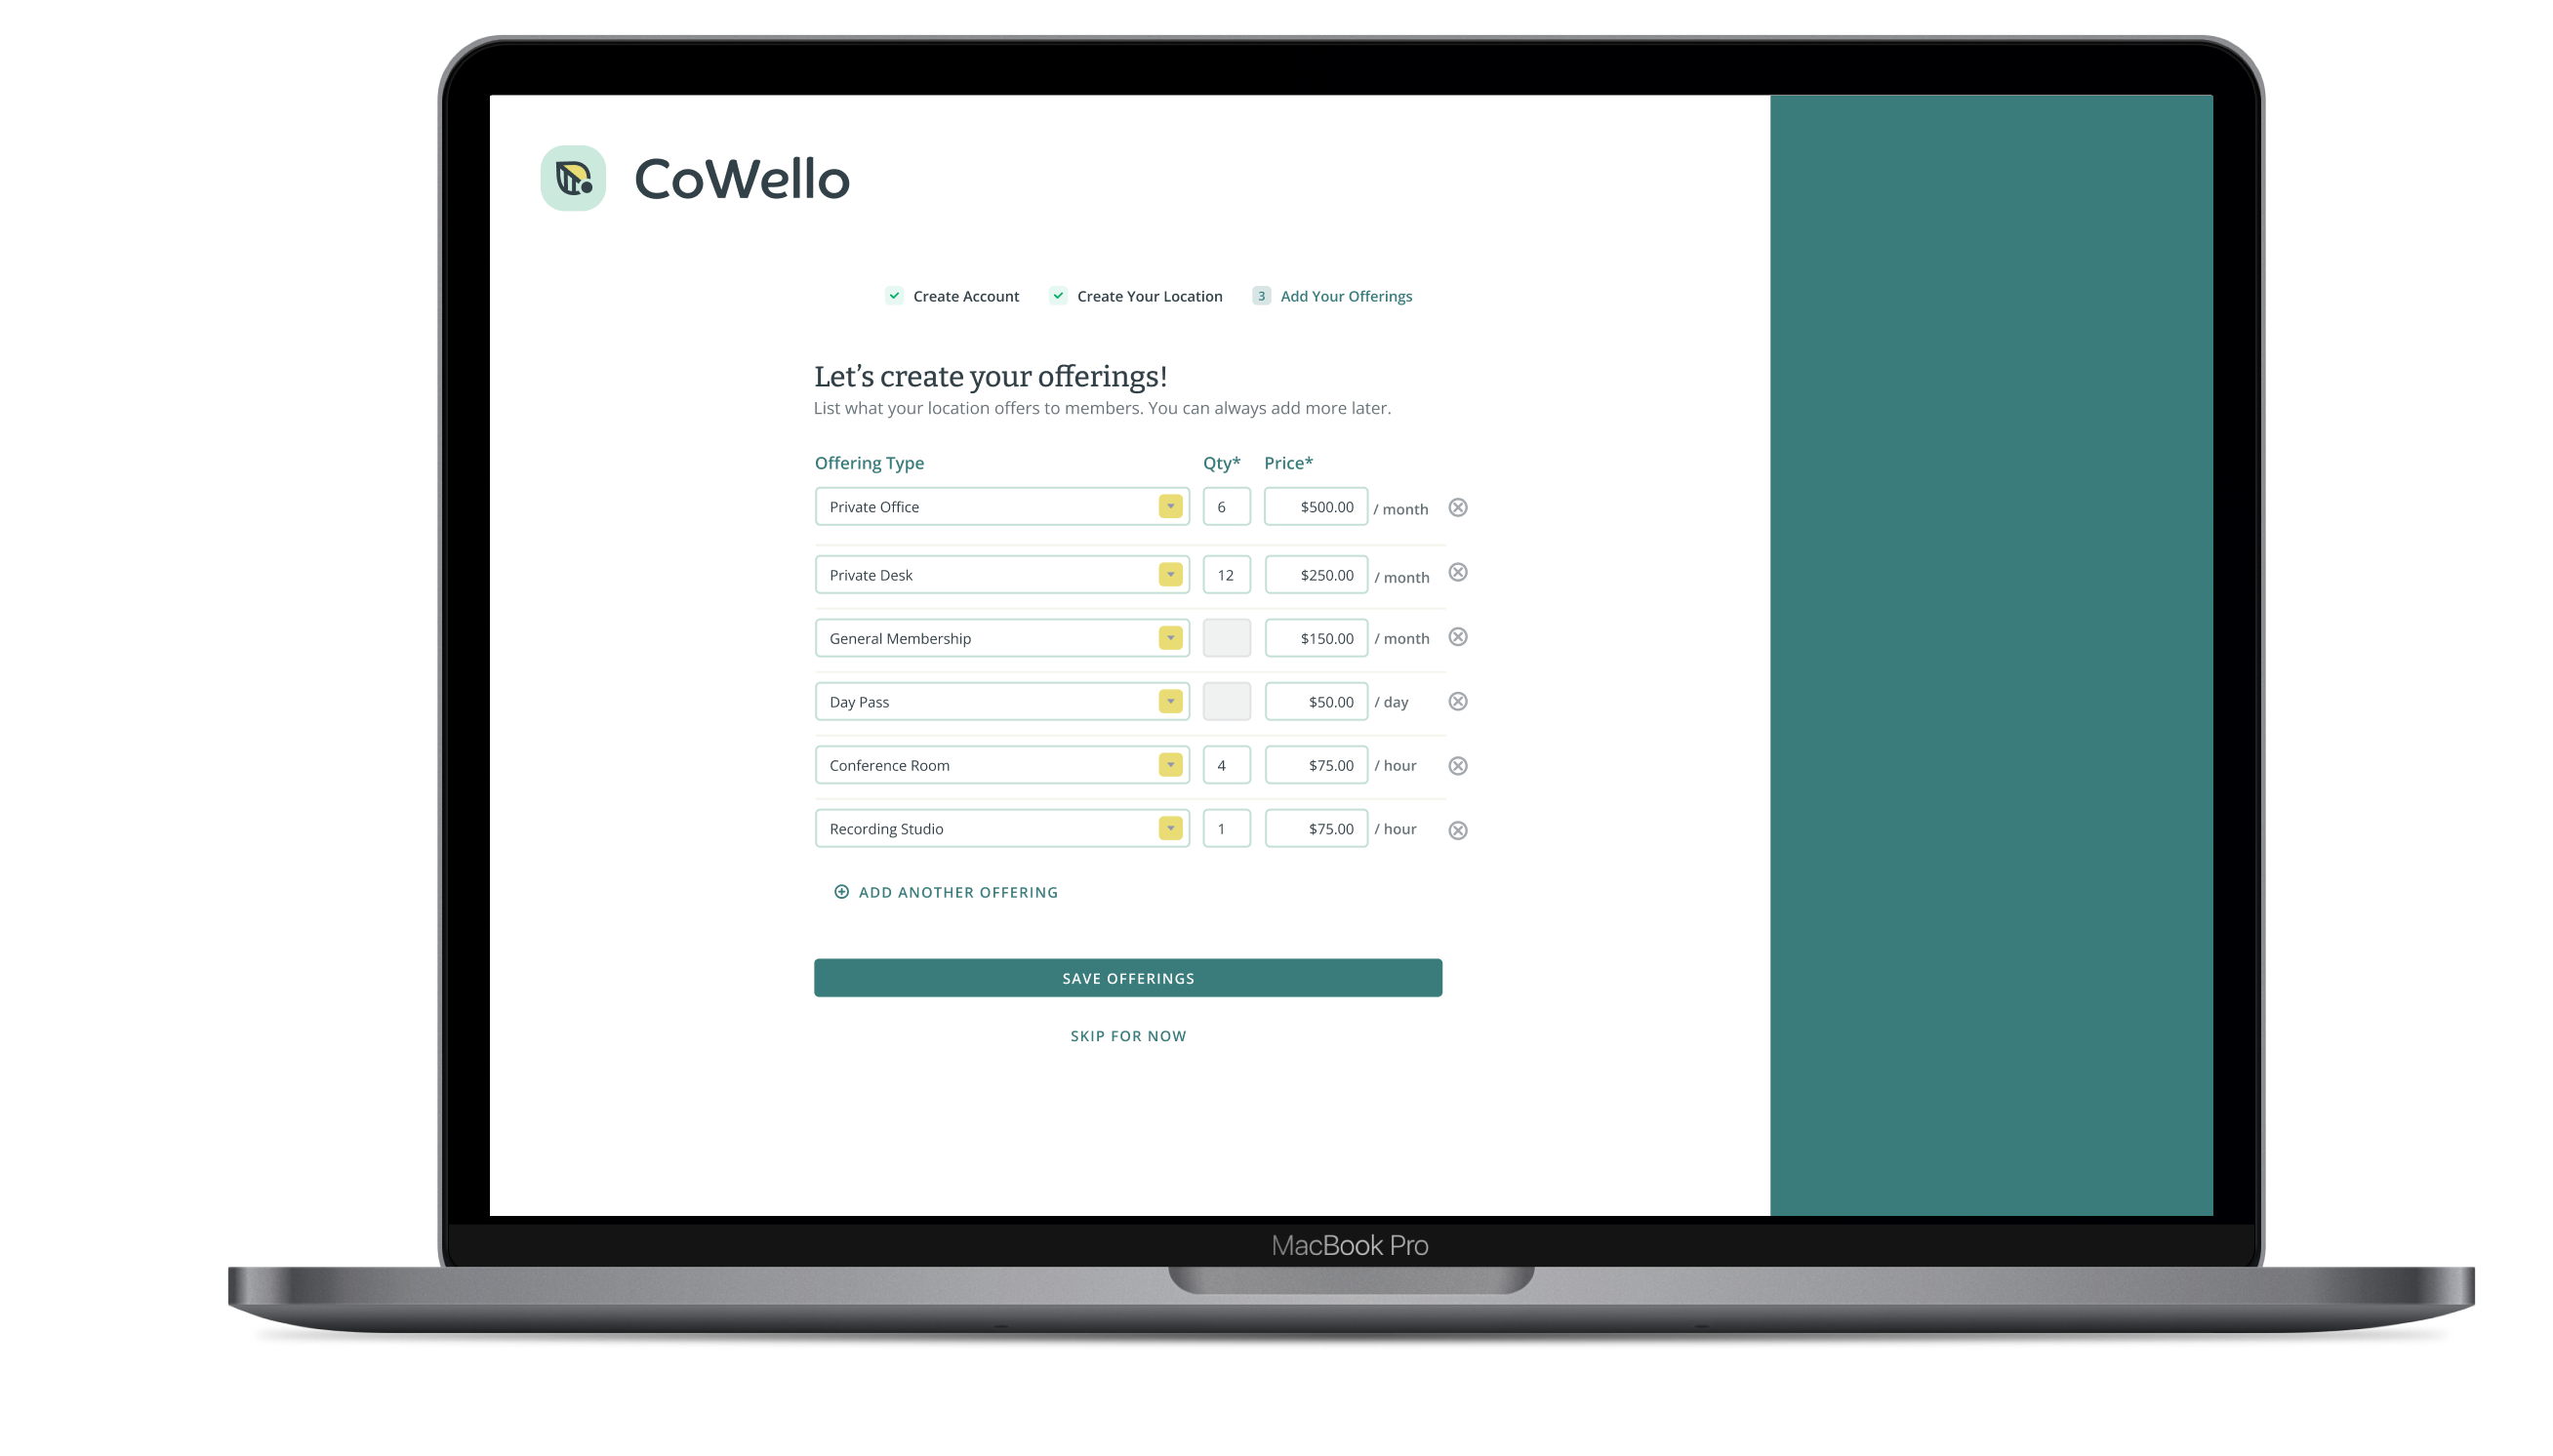 CoWello
Create Account Create Your Location 3 Add Your Offerings
Let’s create your offerings!
List what your location offers to members. You can always add more later.
Offering Type Qty* Price*
Private Office 6 $500.00 / month
Private Desk 12 $250.00 / month
General Membership $150.00 / month
Day Pass $50.00 / day
Conference Room 4 $75.00 / hour
Recording Studio 1 $75.00 / hour
ADD ANOTHER OFFERING
SAVE OFFERINGS
SKIP FOR NOW
MacBook Pro